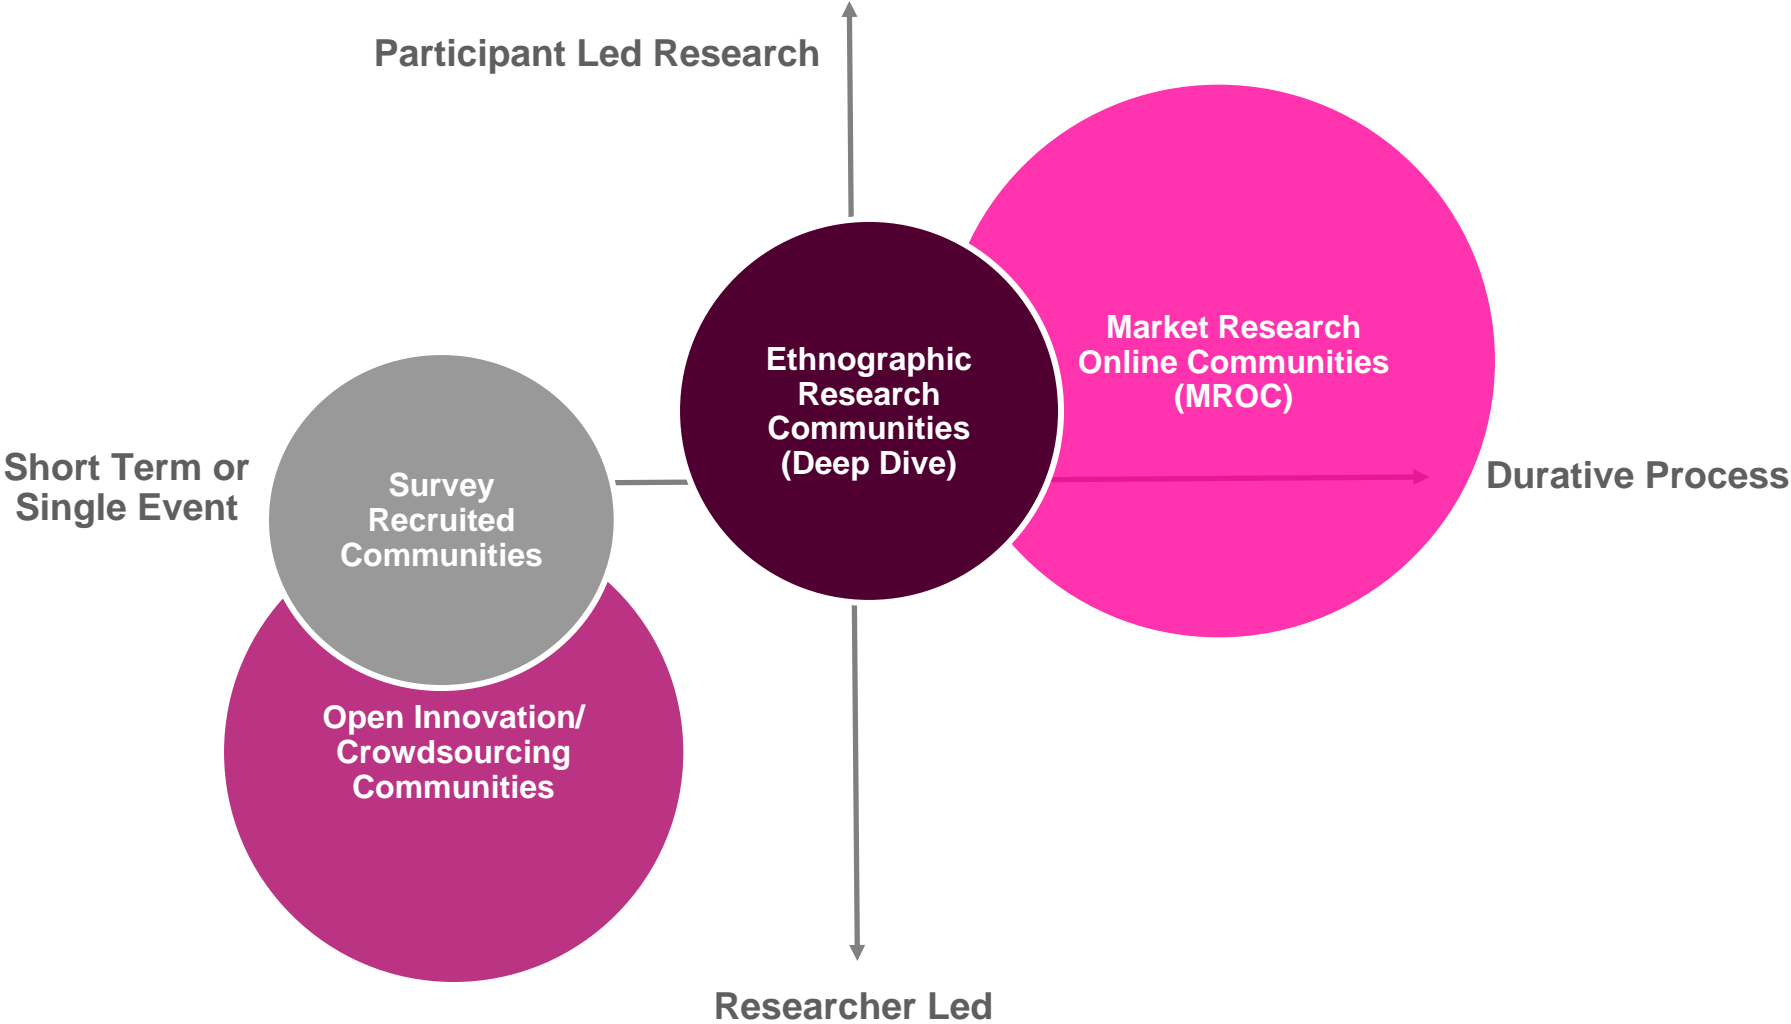 Participant Led Research
Market Research
Online Communities
(MROC)
Ethnographic
Research
Communities
(Deep Dive)
Short Term or
Single Event
Survey
Recruited
Communities
Durative Process
Open Innovation/
Crowdsourcing
Communities
Researcher Led